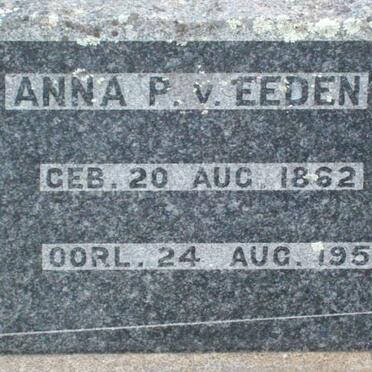 ANNA P. v. EEDEN
GEB. 20 AUG. 1862
OORL. 24 AUG. 195